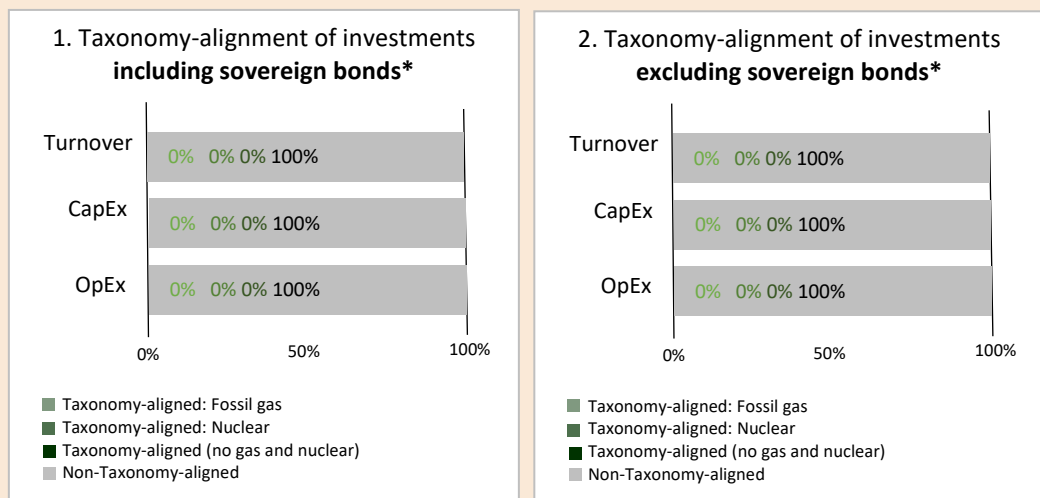 1. Taxonomy-alignment of investments
including sovereign bonds*
Turnover
0% 0% 0% 100%
CapEx
0% 0% 0% 100%
OpEx
0% 0% 0% 100%
0% 50% 100%
Taxonomy-aligned: Fossil gas
Taxonomy-aligned: Nuclear
Taxonomy-aligned (no gas and nuclear)
Non-Taxonomy-aligned
2. Taxonomy-alignment of investments
excluding sovereign bonds*
Turnover
0% 0% 0% 100%
CapEx
0% 0% 0% 100%
OpEx
0% 0% 0% 100%
0% 50% 100%
Taxonomy-aligned: Fossil gas
Taxonomy-aligned: Nuclear
Taxonomy-aligned (no gas and nuclear)
Non-Taxonomy-aligned